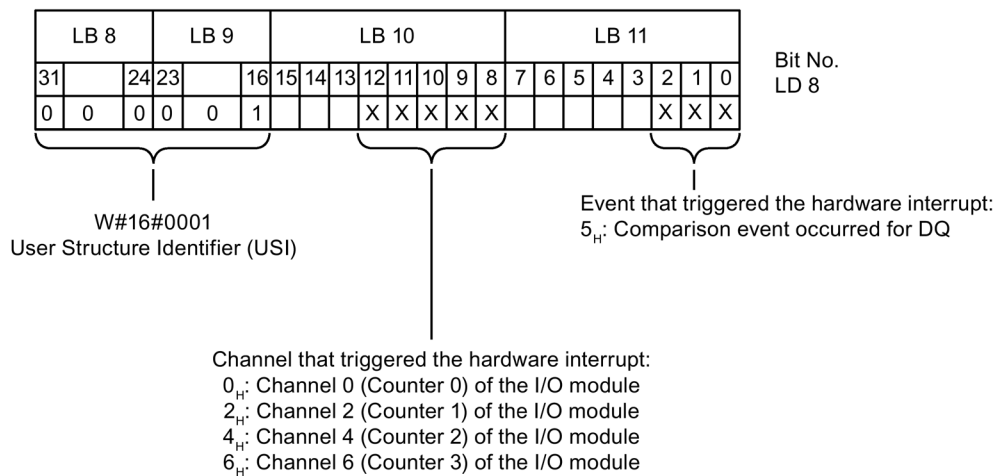 LB 8 LB 9 LB 10 LB 11
Bit No.
31 24 23 16 15 14 13 12 11 10 9 8 7 6 5 4 3 2 1 0
LD 8
0 0 0 0 0 1 X X X X X X X X
W#16#0001
User Structure Identifier (USI)
Event that triggered the hardware interrupt:
5H: Comparison event occurred for DQ
Channel that triggered the hardware interrupt:
0H: Channel 0 (Counter 0) of the I/O module
2H: Channel 2 (Counter 1) of the I/O module
4H: Channel 4 (Counter 2) of the I/O module
6H: Channel 6 (Counter 3) of the I/O module